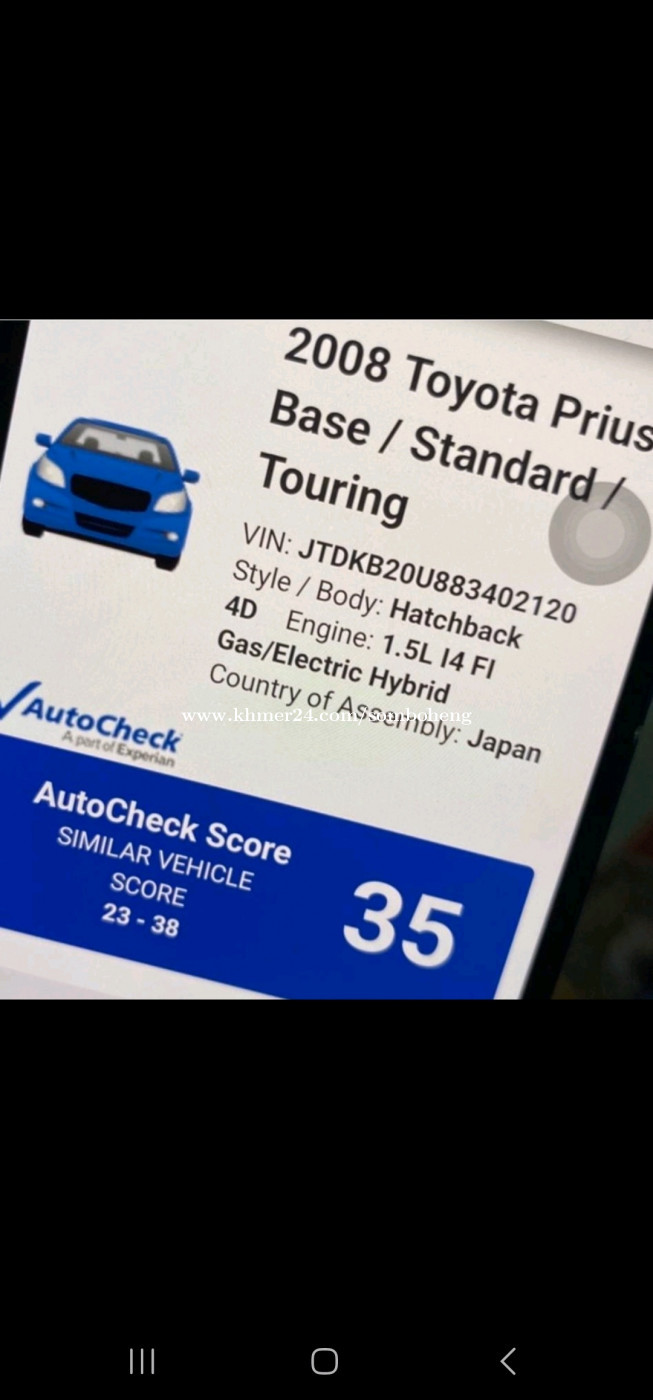 2008 Toyota Prius
Base / Standard /
Touring
VIN: JTDKB20U883402120
Style / Body: Hatchback
4D Engine: 1.5L I4 FI
Gas/Electric Hybrid
Country of Assembly: Japan
www.khmer24.com/somboheng
AutoCheck
A part of Experian
AutoCheck Score
SIMILAR VEHICLE
SCORE
23 - 38
35